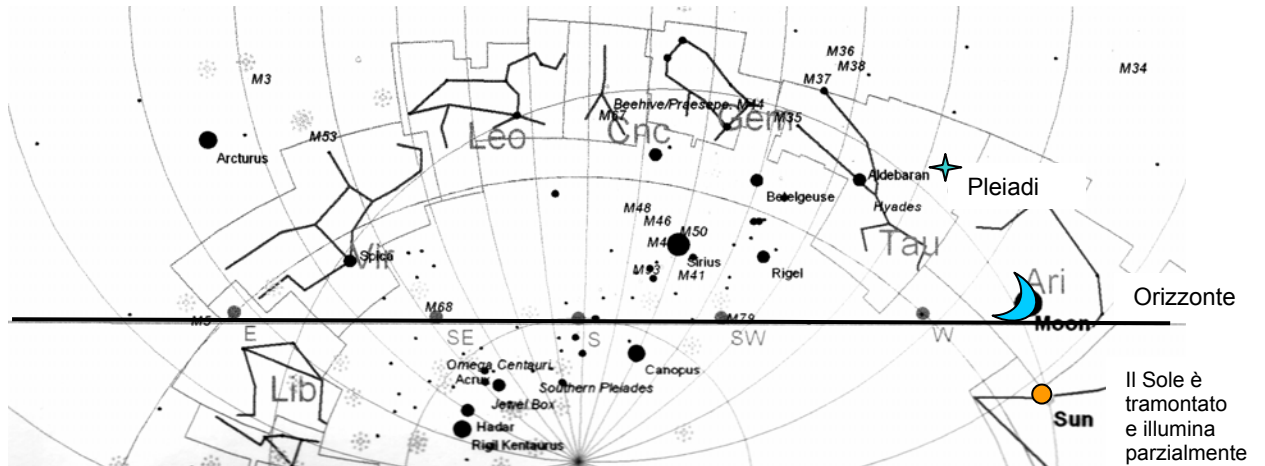 M36
M38
M34
M3
M37
Beehive/Praesepe, M44
M67
Gem
M35
M53
Leo
Cnc
Arcturus
Aldebaran
Pleiadi
Betelgeuse
Hyades
M48
M46
M50
Tau
Vir
Spica
Sirius
M93
M41
Rigel
Ari
Orizzonte
M68
M5
M79
Moon
E
SE
S
SW
W
Omega Centauri
Canopus
Acrux
Southern Pleiades
Lib
Jewel Box
Hadar
Rigil Kentaurus
Sun
Il Sole è
tramontato
e illumina
parzialmente